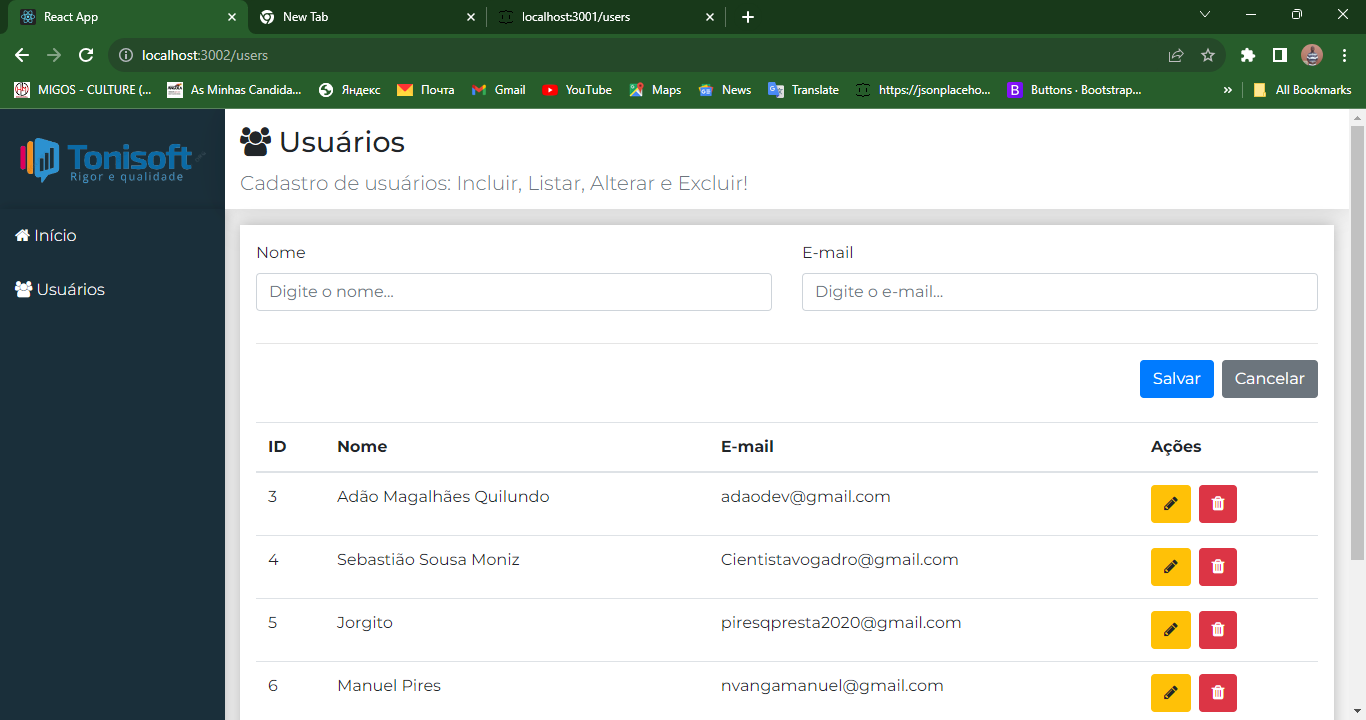 React App
New Tab
localhost:3001/users
localhost:3002/users
MIGOS - CULTURE (... As Minhas Candida... Яндекс Почта Gmail YouTube Maps News Translate https://jsonplaceho... B Buttons · Bootstrap... » All Bookmarks
Tonisoft
Rigor e qualidade
Início
Usuários
Usuários
Cadastro de usuários: Incluir, Listar, Alterar e Excluir!
Nome E-mail
Digite o nome... Digite o e-mail...
Salvar Cancelar
ID Nome E-mail Ações
3 Adão Magalhães Quilundo adaodev@gmail.com
4 Sebastião Sousa Moniz Cientistavogadro@gmail.com
5 Jorgito piresqpresta2020@gmail.com
6 Manuel Pires nvangamanuel@gmail.com